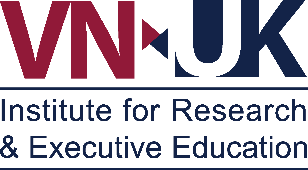 VN UK
Institute for Research
& Executive Education